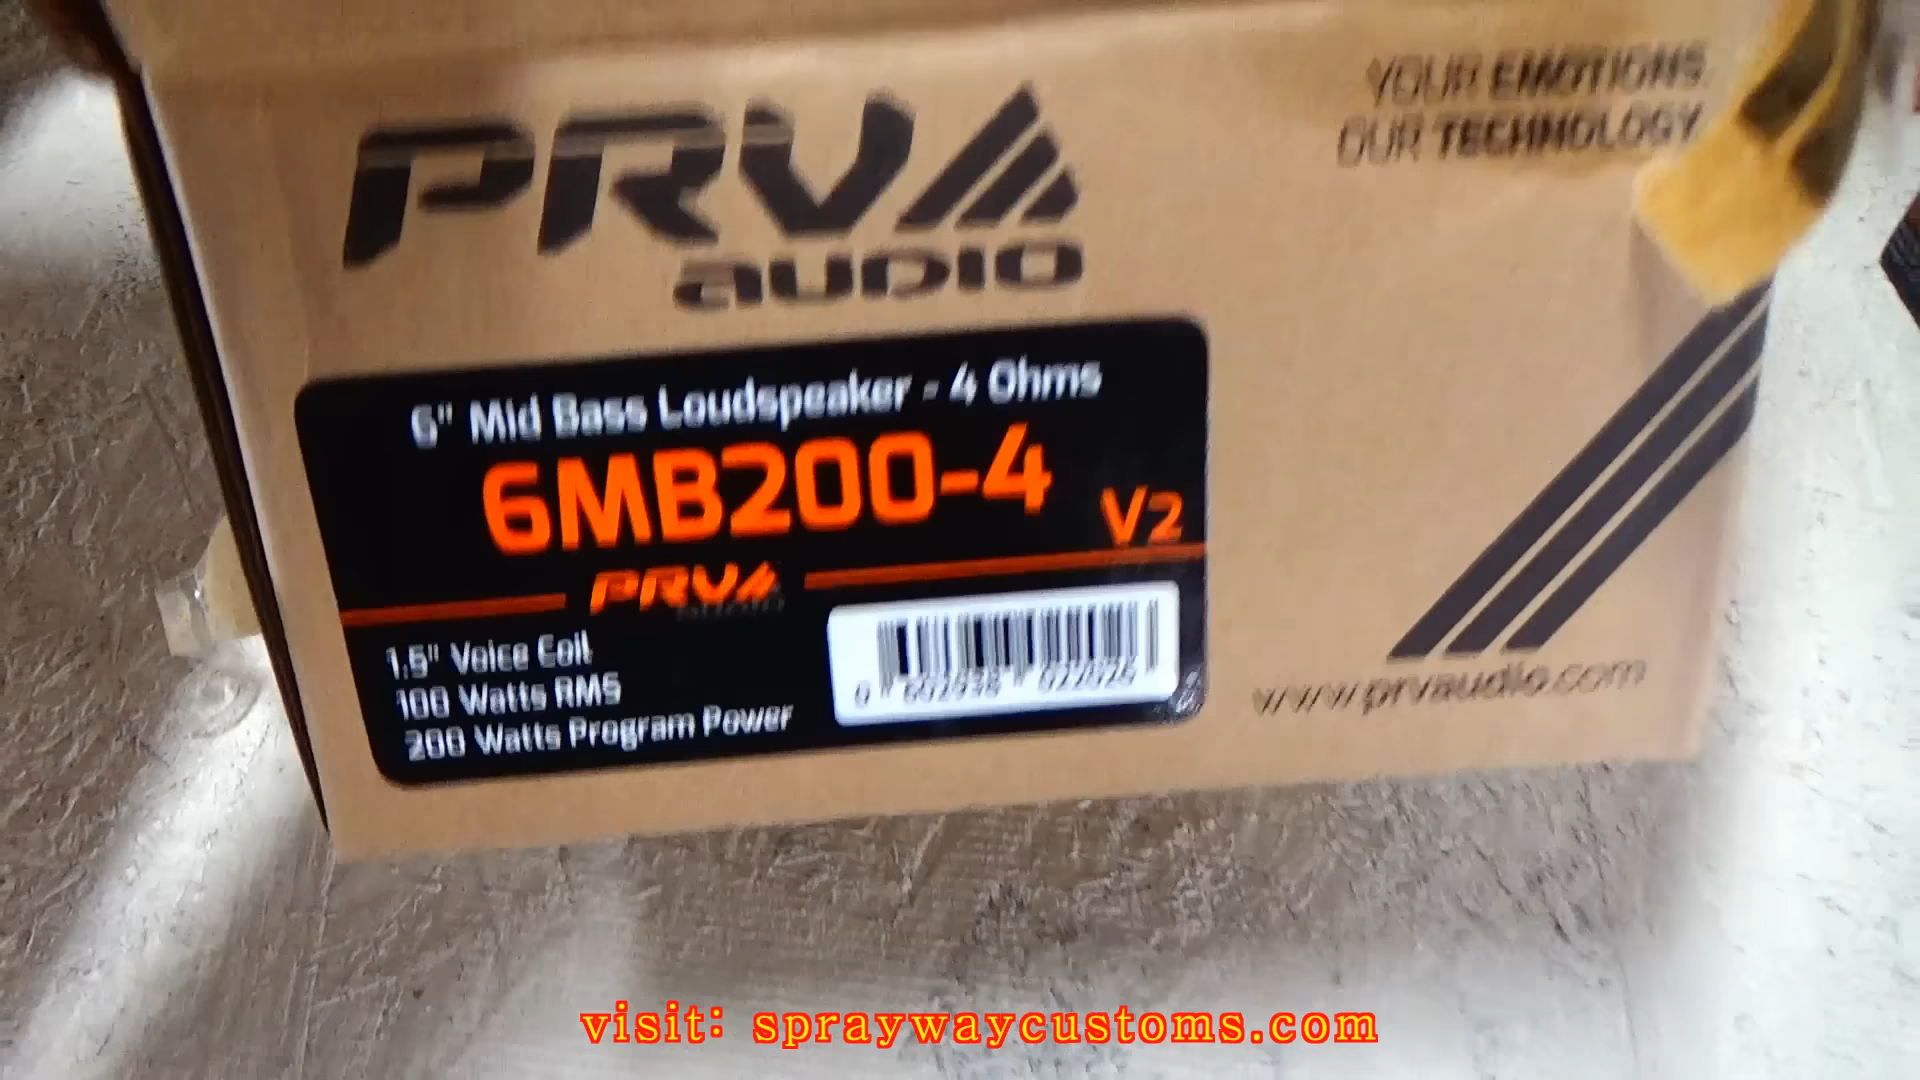 PRV
AUDIO
YOUR EMOTIONS.
OUR TECHNOLOGY.
6" Mid Bass Loudspeaker - 4 Ohms
6MB200-4
V2
PRV
AUDIO
1.5" Voice Coil
100 Watts RMS
200 Watts Program Power
www.prvaudio.com
visit: spraywaycustoms.com